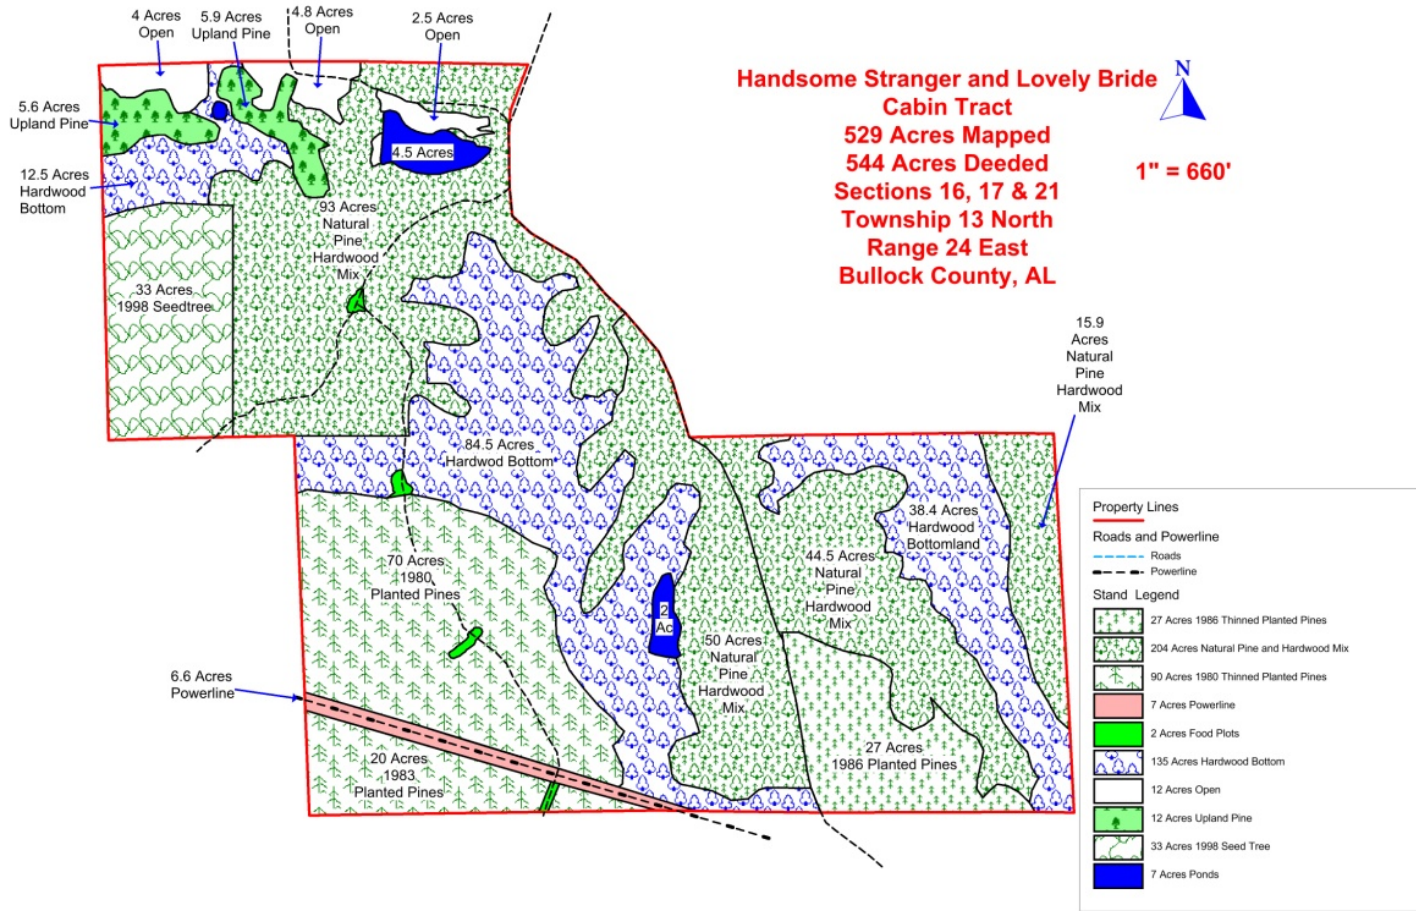 4 Acres
Open
5.9 Acres
Upland Pine
4.8 Acres
Open
2.5 Acres
Open
Handsome Stranger and Lovely Bride
Cabin Tract
529 Acres Mapped
544 Acres Deeded
Sections 16, 17 & 21
Township 13 North
Range 24 East
Bullock County, AL
N
1" = 660'
5.6 Acres
Upland Pine
4.5 Acres
12.5 Acres
Hardwood
Bottom
93 Acres
Natural
Pine
Hardwood
Mix
33 Acres
1998 Seedtree
15.9
Acres
Natural
Pine
Hardwood
Mix
84.5 Acres
Hardwod Bottom
38.4 Acres
Hardwood
Bottomland
44.5 Acres
Natural
Pine
Hardwood
Mix
70 Acres
1980
Planted Pines
2
Ac
50 Acres
Natural
Pine
Hardwood
Mix
6.6 Acres
Powerline
20 Acres
1983
Planted Pines
27 Acres
1986 Planted Pines
Property Lines
Roads and Powerline
Roads
Powerline
Stand Legend
27 Acres 1986 Thinned Planted Pines
204 Acres Natural Pine and Hardwood Mix
90 Acres 1980 Thinned Planted Pines
7 Acres Powerline
2 Acres Food Plots
135 Acres Hardwood Bottom
12 Acres Open
12 Acres Upland Pine
33 Acres 1998 Seed Tree
7 Acres Ponds